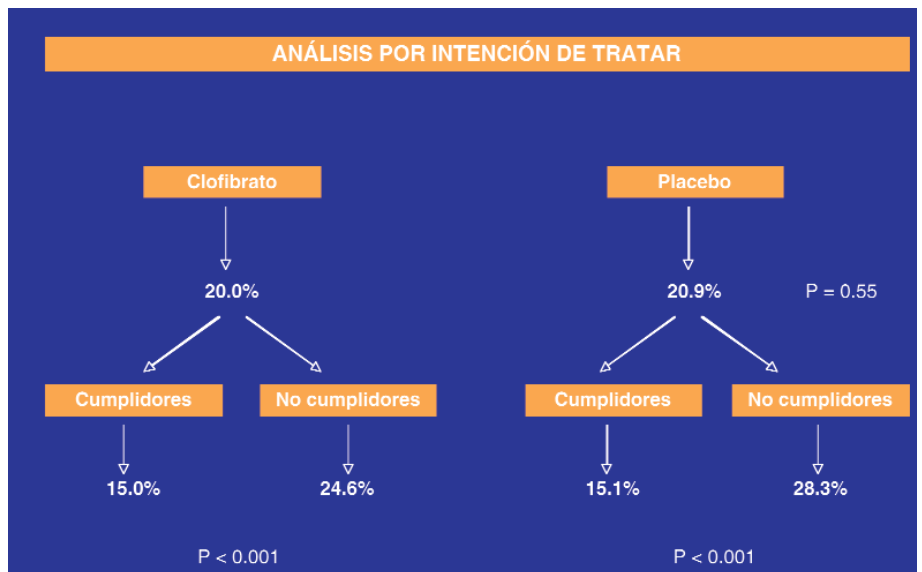 ANÁLISIS POR INTENCIÓN DE TRATAR
Clofibrato
Placebo
20.0%
20.9%
P = 0.55
Cumplidores
No cumplidores
Cumplidores
No cumplidores
15.0%
24.6%
15.1%
28.3%
P < 0.001
P < 0.001